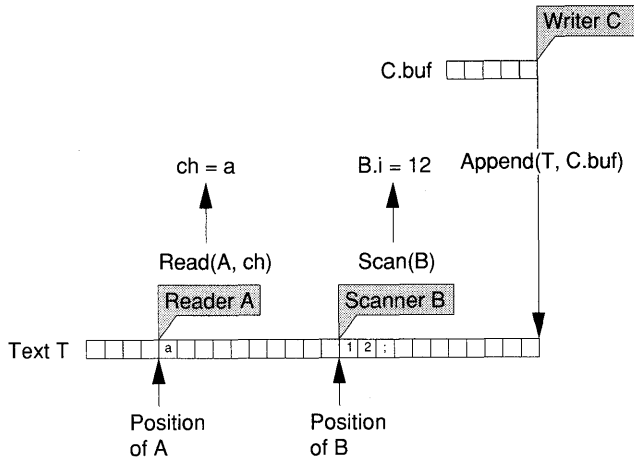 Writer C
C.buf
ch = a
B.i = 12
Append(T, C.buf)
Read(A, ch)
Scan(B)
Reader A
Scanner B
Text T
a
1 2 ;
Position
of A
Position
of B